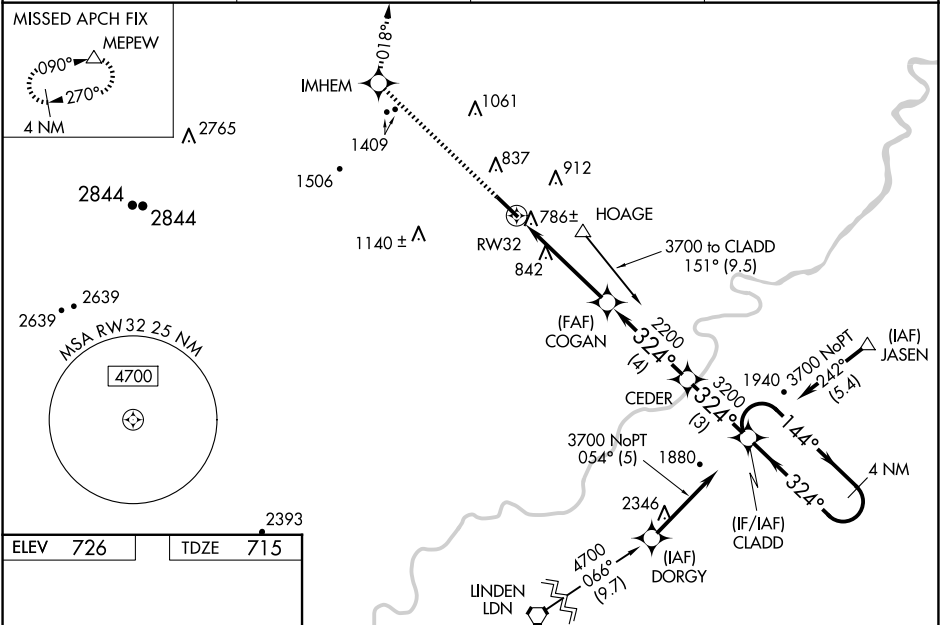 MISSED APCH FIX
MEPEW
090°
270°
4 NM
018°
IMHEM
1061
2765
1409
1506
837
912
2844
2844
786±
HOAGE
1140 ±
RW32
842
3700 to CLADD
151° (9.5)
2639
2639
(FAF)
COGAN
2200
324°
(4)
MSA RW 32 25 NM
4700
(IAF)
JASEN
3700 NoPT
242°
(5.4)
1940
CEDER
3200
324°
(3)
144°
3700 NoPT
054° (5)
1880
4 NM
324°
2346
(IF/IAF)
CLADD
2393
(IAF)
DORGY
ELEV 726
TDZE 715
4700
066°
(9.7)
LINDEN
LDN